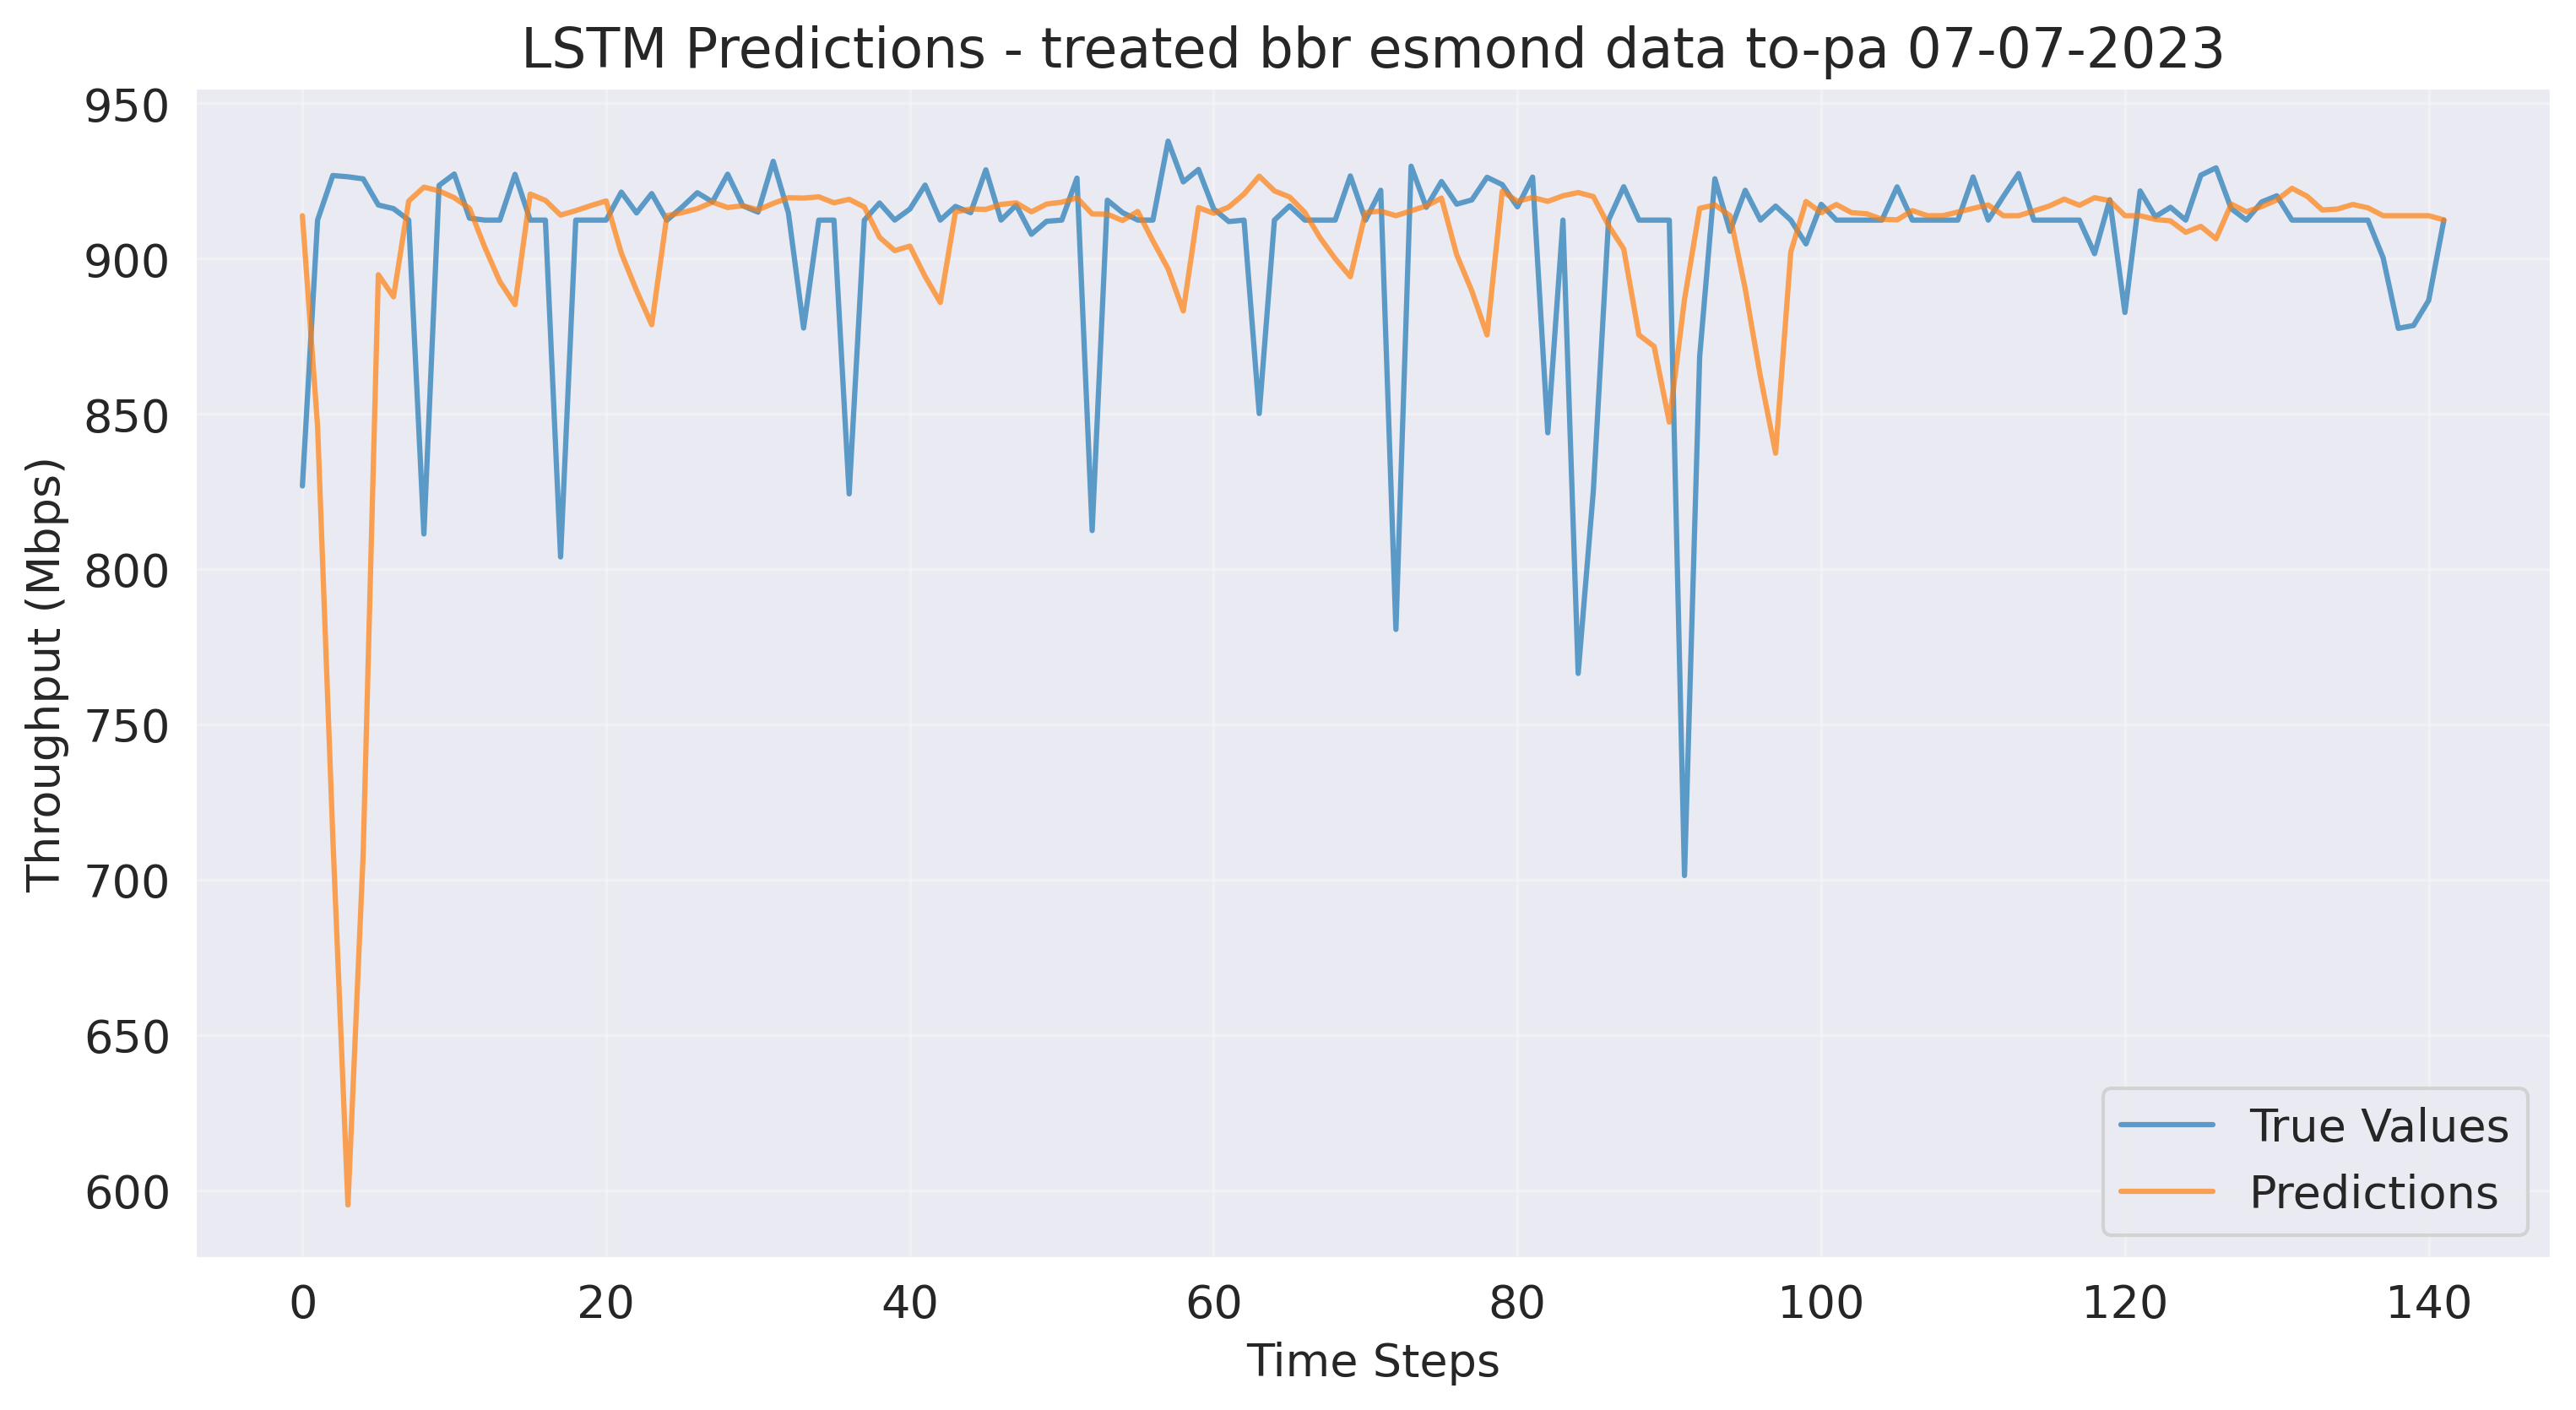 LSTM Predictions - treated bbr esmond data to-pa 07-07-2023
950
900
850
800
750
700
650
600
Throughput (Mbps)
True Values
Predictions
0 20 40 60 80 100 120 140
Time Steps